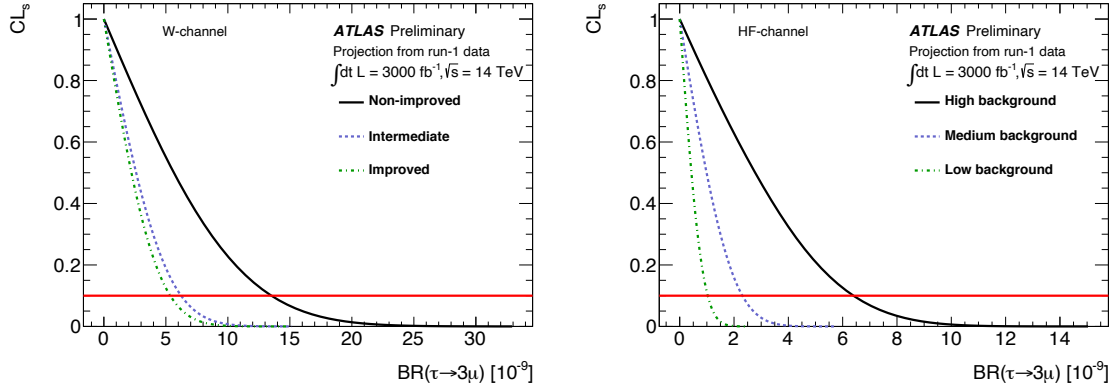 CLs
1
0.8
0.6
0.4
0.2
0
W-channel
ATLAS Preliminary
Projection from run-1 data
∫dt L = 3000 fb⁻¹,√s = 14 TeV
Non-improved
Intermediate
Improved
0 5 10 15 20 25 30
BR(τ→3μ) [10⁻⁹]
CLs
1
0.8
0.6
0.4
0.2
0
HF-channel
ATLAS Preliminary
Projection from run-1 data
∫dt L = 3000 fb⁻¹,√s = 14 TeV
High background
Medium background
Low background
0 2 4 6 8 10 12 14
BR(τ→3μ) [10⁻⁹]